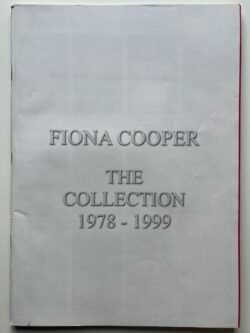 FIONA COOPER
THE
COLLECTION
1978 - 1999